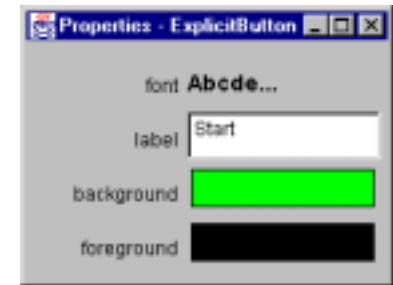 Properties - ExplicitButton
font Abcde...
label Start
background
foreground